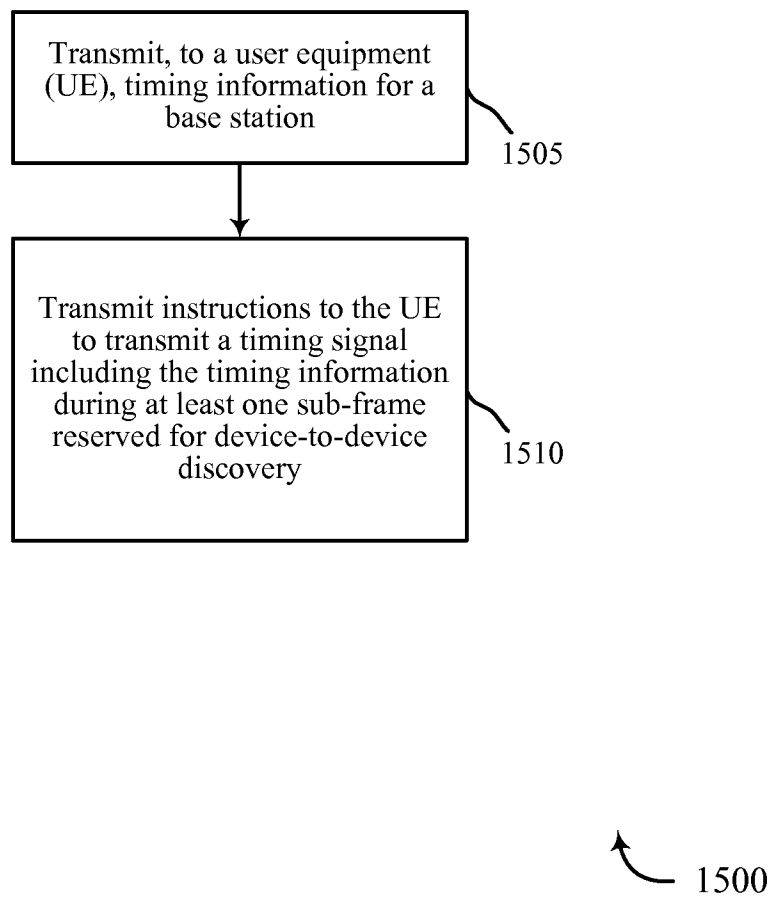 Transmit, to a user equipment
(UE), timing information for a
base station
1505
Transmit instructions to the UE
to transmit a timing signal
including the timing information
during at least one sub-frame
reserved for device-to-device
discovery
1510
1500